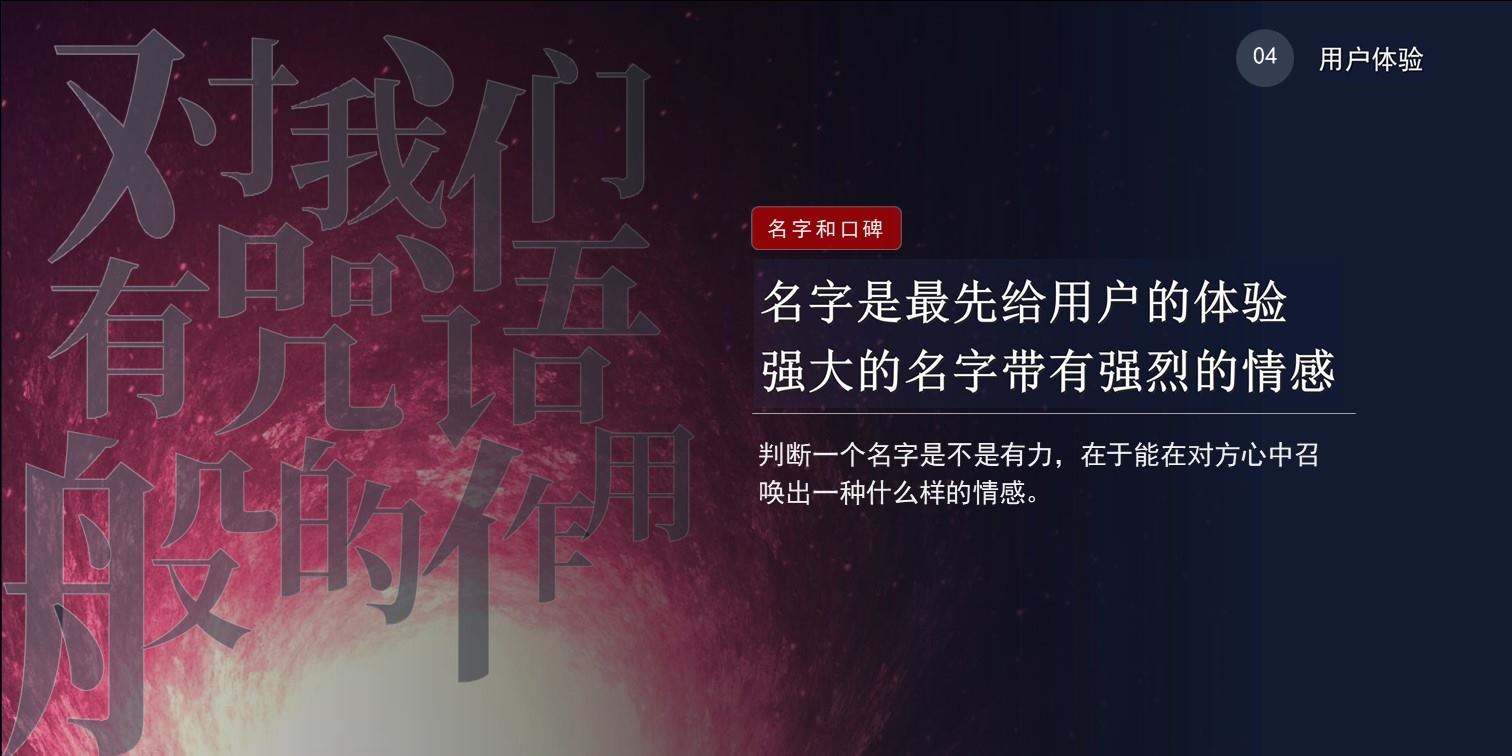 04 用户体验
对我们
有咒语
般的作用
名字和口碑
名字是最先给用户的体验
强大的名字带有强烈的情感
判断一个名字是不是有力，在于能在对方心中召
唤出一种什么样的情感。